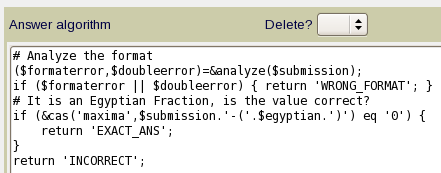 Answer algorithm Delete?
# Analyze the format
($formaterror,$doubleerror)=&analyze($submission);
if ($formaterror || $doubleerror) { return 'WRONG_FORMAT'; }
# It is an Egyptian Fraction, is the value correct?
if (&cas('maxima',$submission.'-('.$egyptian.')') eq '0') {
    return 'EXACT_ANS';
}
return 'INCORRECT';